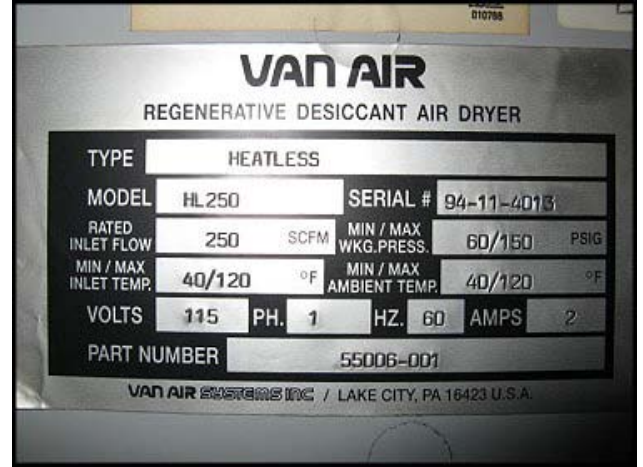 010766
VAN AIR
REGENERATIVE DESICCANT AIR DRYER
TYPE HEATLESS
MODEL HL250 SERIAL # 94-11-4013
RATED INLET FLOW 250 SCFM MIN / MAX WKG.PRESS. 60/150 PSIG
MIN / MAX INLET TEMP. 40/120 °F MIN / MAX AMBIENT TEMP. 40/120 °F
VOLTS 115 PH. 1 HZ. 60 AMPS 2
PART NUMBER 55006-001
VAN AIR SYSTEMS INC / LAKE CITY, PA 16423 U.S.A.